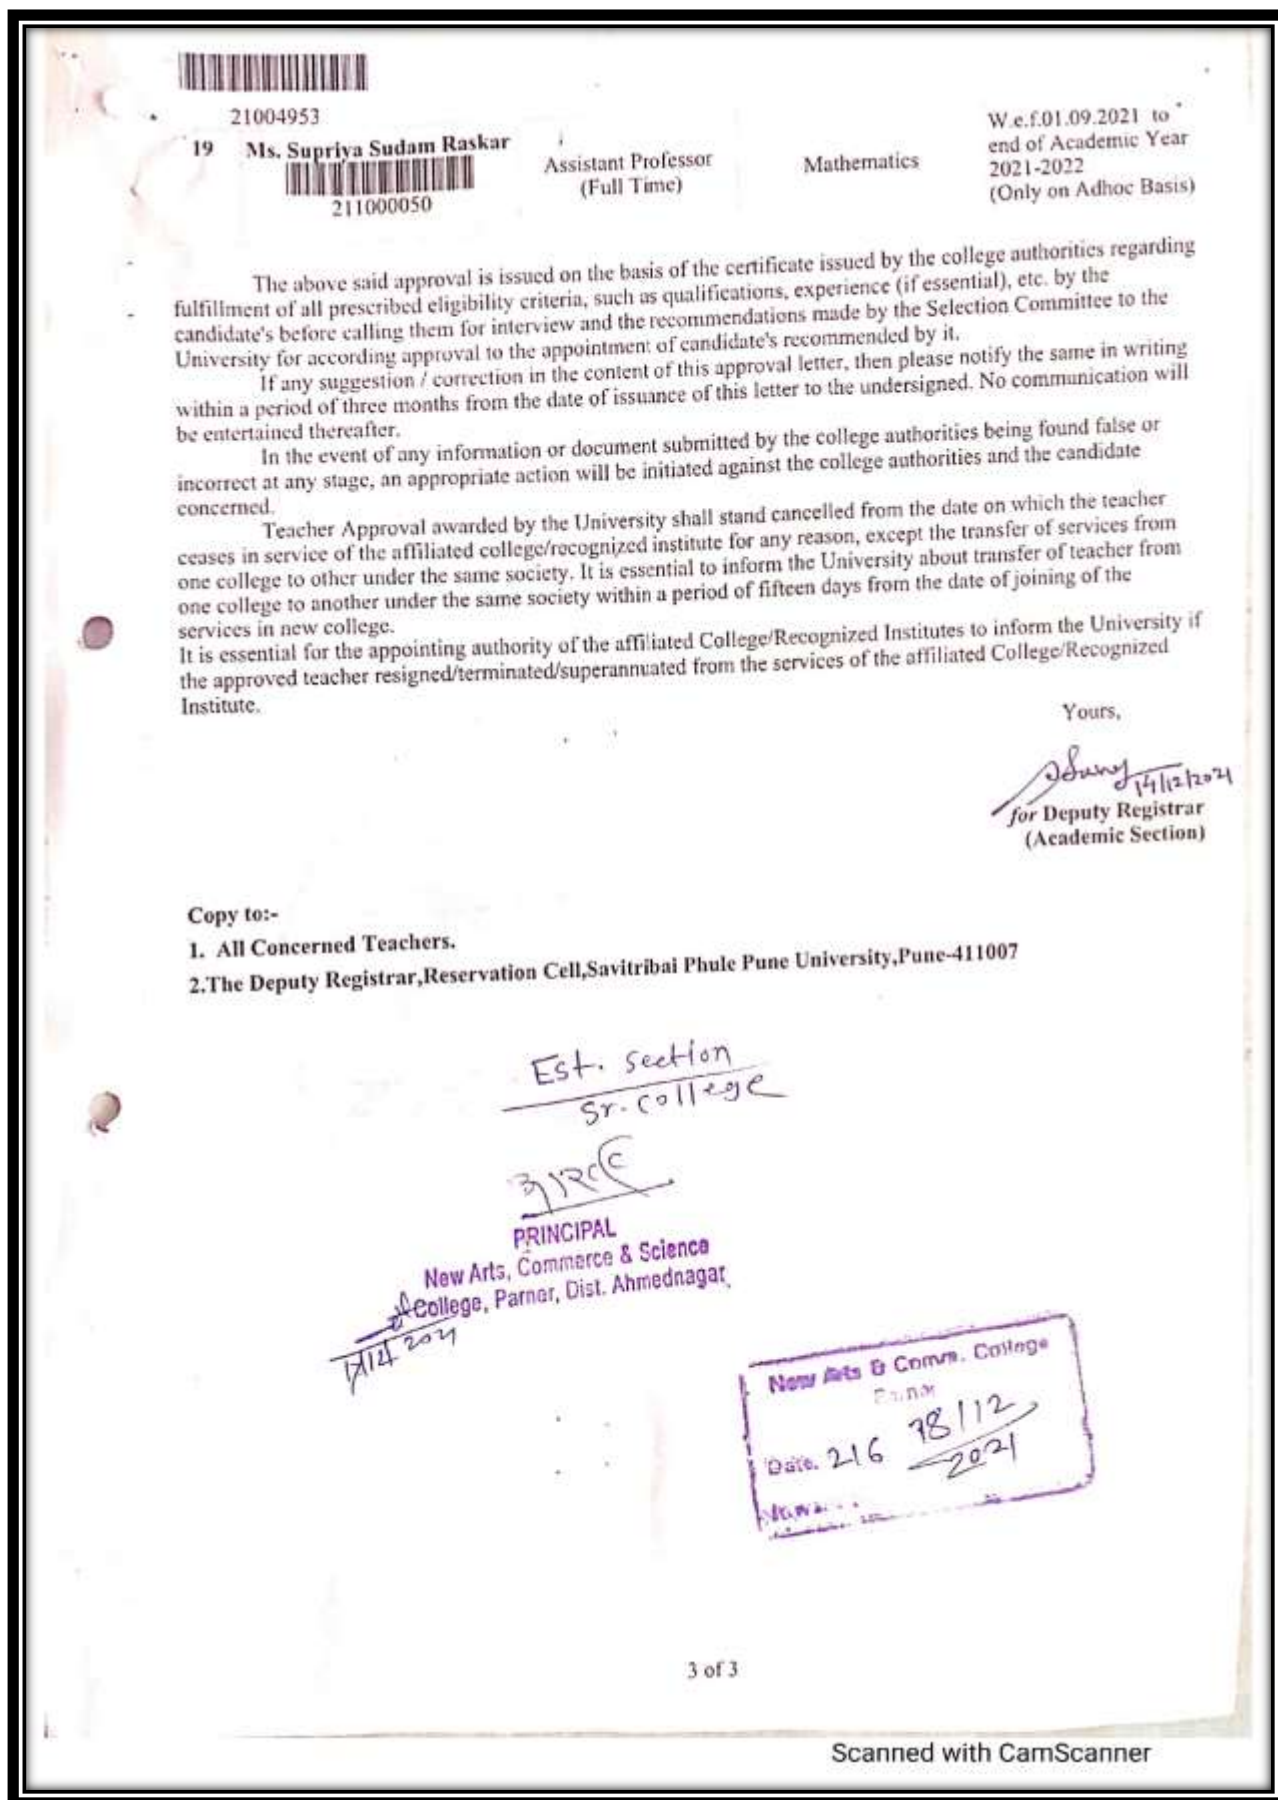 21004953
19 Ms. Supriya Sudam Raskar
211000050
Assistant Professor
(Full Time)
Mathematics
W.e.f.01.09.2021 to
end of Academic Year
2021-2022
(Only on Adhoc Basis)
The above said approval is issued on the basis of the certificate issued by the college authorities regarding
fulfillment of all prescribed eligibility criteria, such as qualifications, experience (if essential), etc. by the
candidate's before calling them for interview and the recommendations made by the Selection Committee to the
University for according approval to the appointment of candidate's recommended by it.
If any suggestion / correction in the content of this approval letter, then please notify the same in writing
within a period of three months from the date of issuance of this letter to the undersigned. No communication will
be entertained thereafter.
In the event of any information or document submitted by the college authorities being found false or
incorrect at any stage, an appropriate action will be initiated against the college authorities and the candidate
concerned.
Teacher Approval awarded by the University shall stand cancelled from the date on which the teacher
ceases in service of the affiliated college/recognized institute for any reason, except the transfer of services from
one college to other under the same society. It is essential to inform the University about transfer of teacher from
one college to another under the same society within a period of fifteen days from the date of joining of the
services in new college.
It is essential for the appointing authority of the affiliated College/Recognized Institutes to inform the University if
the approved teacher resigned/terminated/superannuated from the services of the affiliated College/Recognized
Institute.
Yours,
14/12/2021
for Deputy Registrar
(Academic Section)
Copy to:-
1. All Concerned Teachers.
2.The Deputy Registrar,Reservation Cell,Savitribai Phule Pune University,Pune-411007
Est. Section
Sr. College
PRINCIPAL
New Arts, Commerce & Science
College, Parner, Dist. Ahmednagar
2021
New Arts & Comm. College
Date. 216 18/12
2021
3 of 3
Scanned with CamScanner